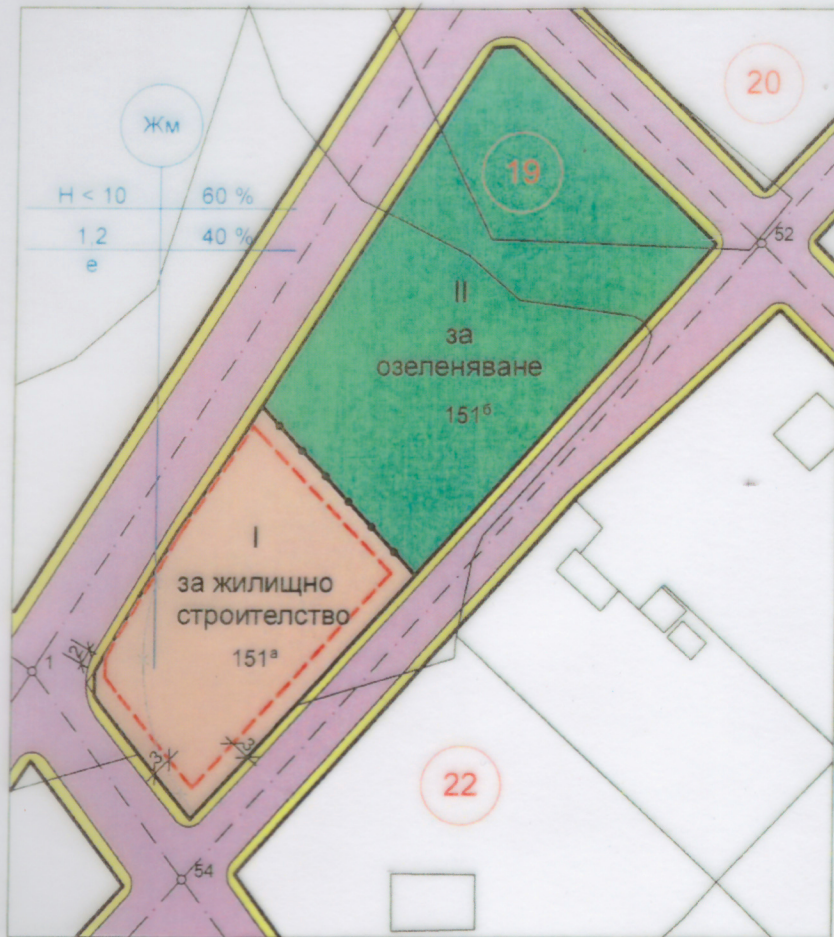 20
Жм
19
H < 10 60 %
1,2 40 %
е
52
II
за
озеленяване
151б
I
за жилищно
строителство
151а
2
1
3
3
22
54